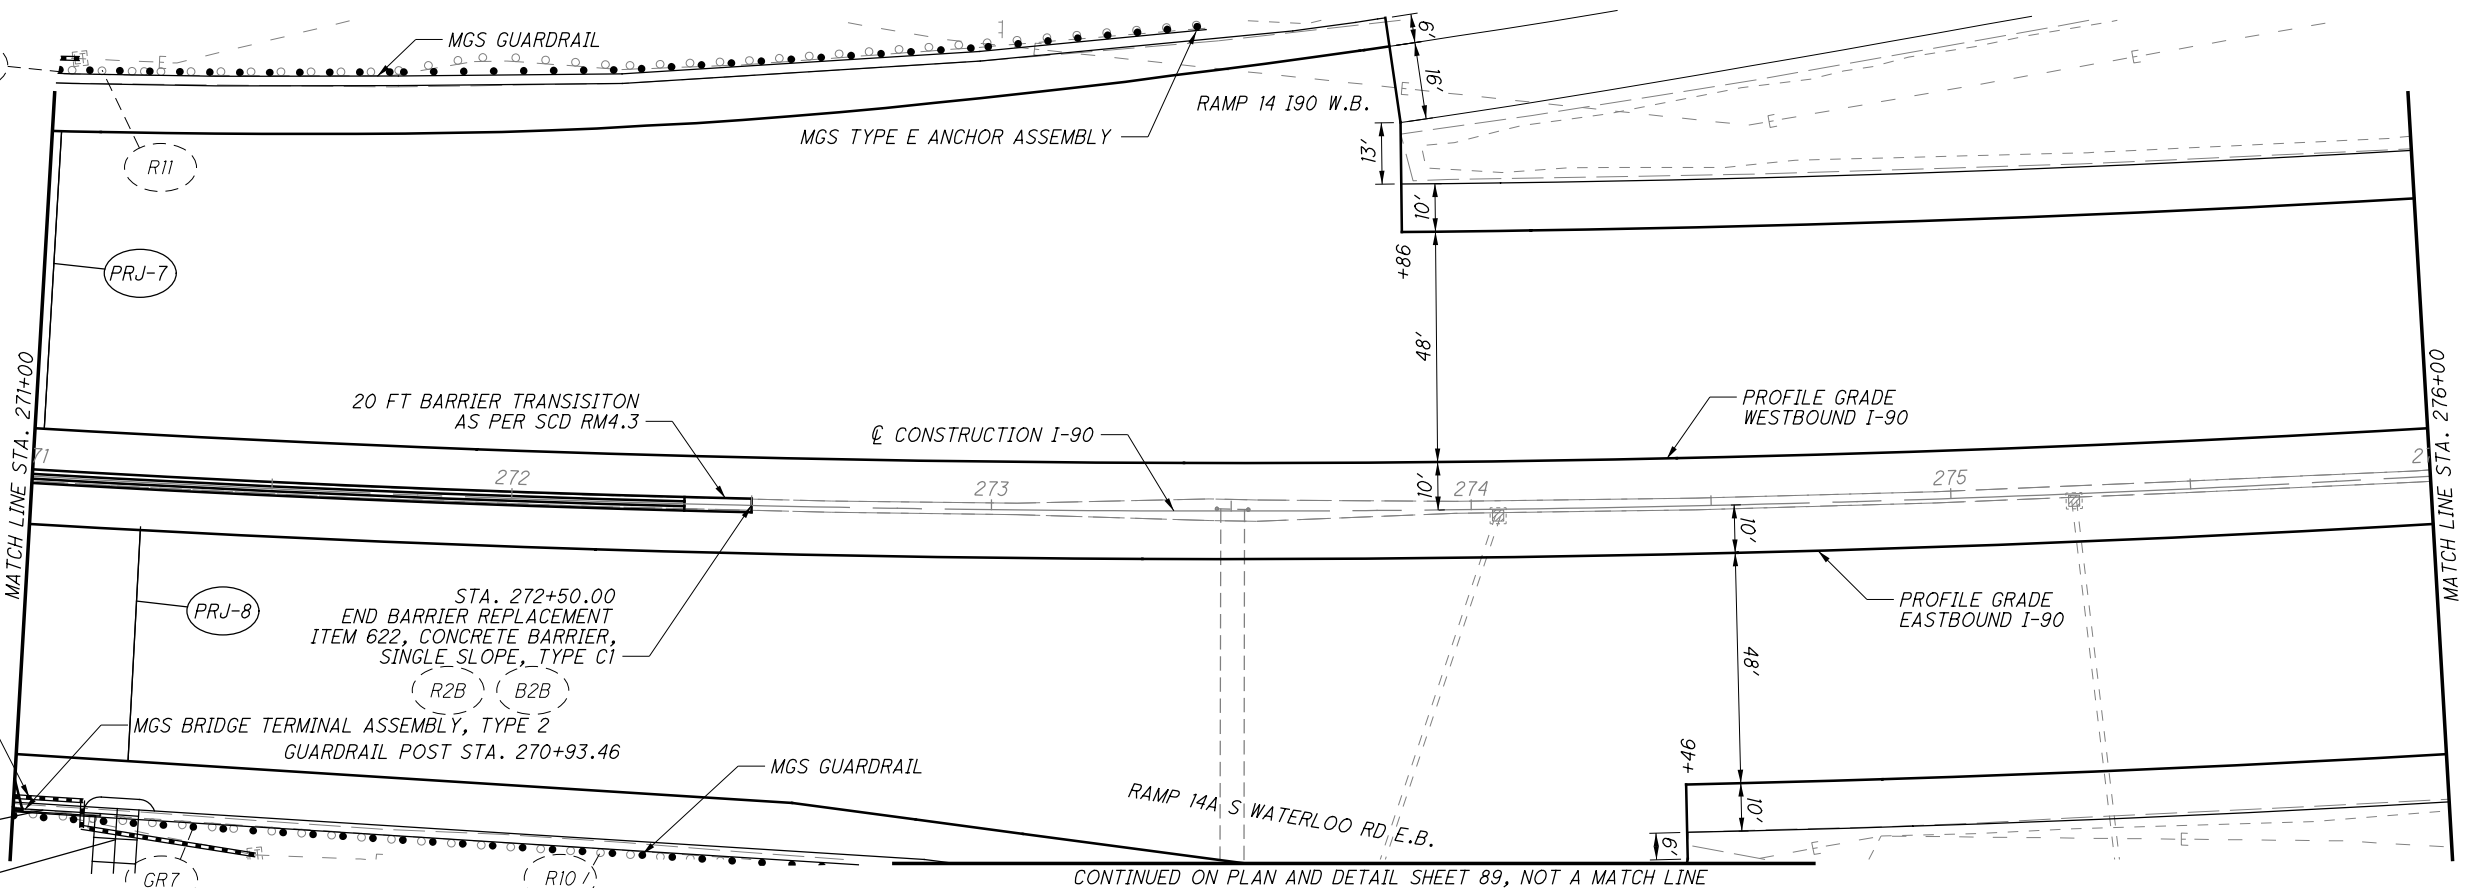 MGS GUARDRAIL
6'
16'
RAMP 14 I90 W.B.
MGS TYPE E ANCHOR ASSEMBLY
13'
R11
10'
+86
PRJ-7
48'
MATCH LINE STA. 271+00
20 FT BARRIER TRANSISITON
AS PER SCD RM4.3
℄ CONSTRUCTION I-90
PROFILE GRADE
WESTBOUND I-90
MATCH LINE STA. 276+00
71
272
273
10'
274
275
2
10'
PRJ-8
STA. 272+50.00
END BARRIER REPLACEMENT
ITEM 622, CONCRETE BARRIER,
SINGLE SLOPE, TYPE C1
R2B
B2B
PROFILE GRADE
EASTBOUND I-90
48'
MGS BRIDGE TERMINAL ASSEMBLY, TYPE 2
GUARDRAIL POST STA. 270+93.46
+46
MGS GUARDRAIL
RAMP 14A S WATERLOO RD E.B.
10'
6'
E
E
E
E
E
E
E
GR7
R10
CONTINUED ON PLAN AND DETAIL SHEET 89, NOT A MATCH LINE